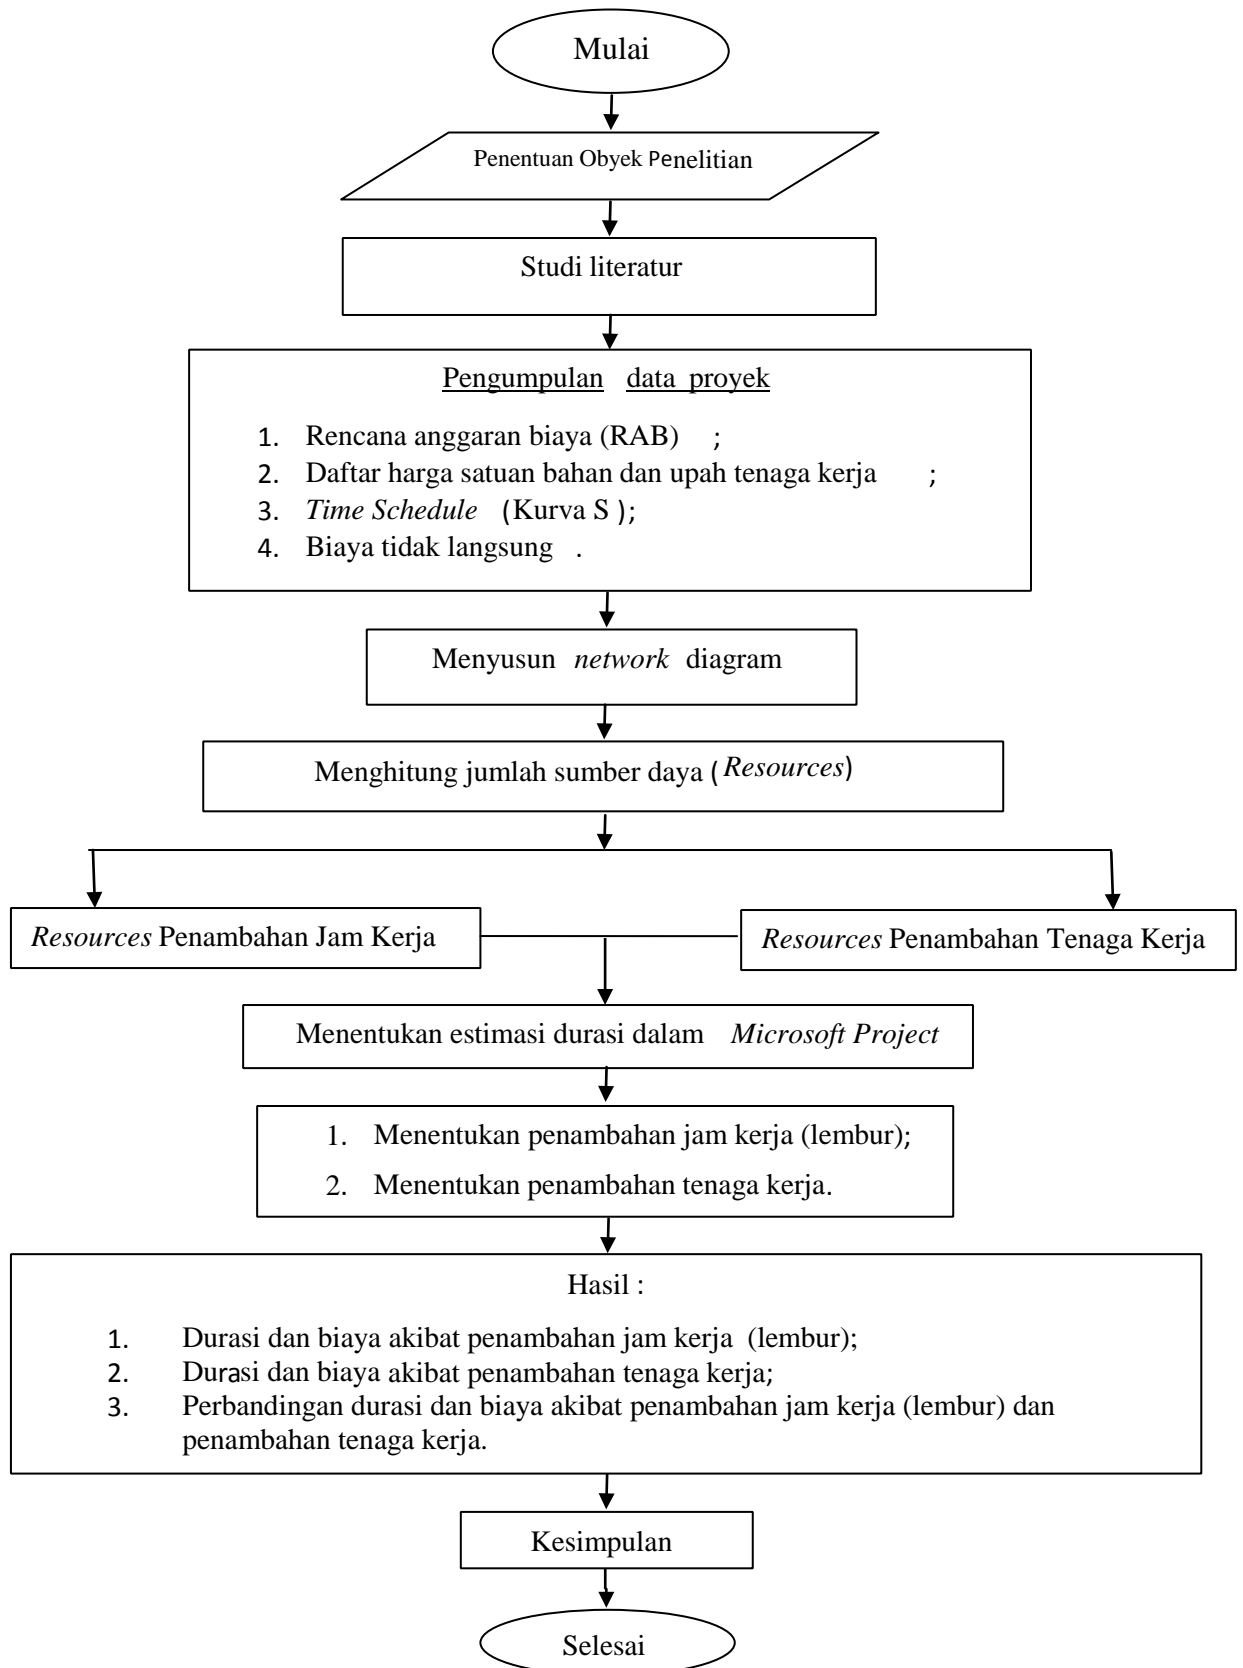 Mulai
Penentuan Obyek Penelitian
Studi literatur
Pengumpulan data proyek
1. Rencana anggaran biaya (RAB) ;
2. Daftar harga satuan bahan dan upah tenaga kerja ;
3. Time Schedule (Kurva S );
4. Biaya tidak langsung .
Menyusun network diagram
Menghitung jumlah sumber daya (Resources)
Resources Penambahan Jam Kerja
Resources Penambahan Tenaga Kerja
Menentukan estimasi durasi dalam Microsoft Project
1. Menentukan penambahan jam kerja (lembur);
2. Menentukan penambahan tenaga kerja.
Hasil :
1. Durasi dan biaya akibat penambahan jam kerja (lembur);
2. Durasi dan biaya akibat penambahan tenaga kerja;
3. Perbandingan durasi dan biaya akibat penambahan jam kerja (lembur) dan
penambahan tenaga kerja.
Kesimpulan
Selesai